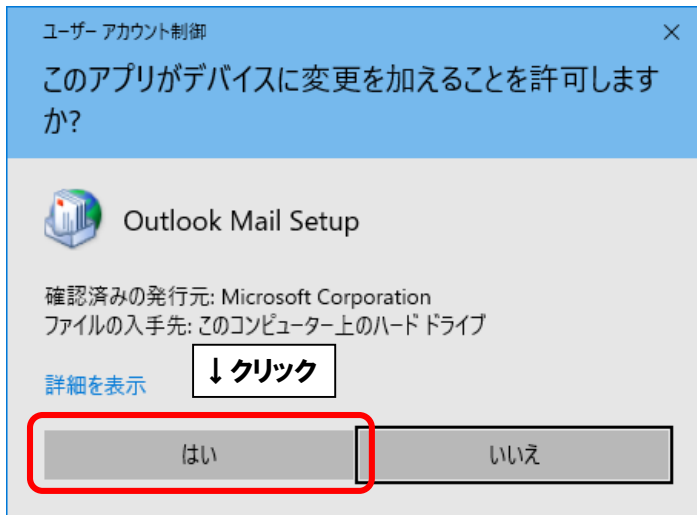 ユーザー アカウント制御
このアプリがデバイスに変更を加えることを許可します
か?
Outlook Mail Setup
確認済みの発行元: Microsoft Corporation
ファイルの入手先: このコンピューター上のハード ドライブ
↓クリック
詳細を表示
はい
いいえ